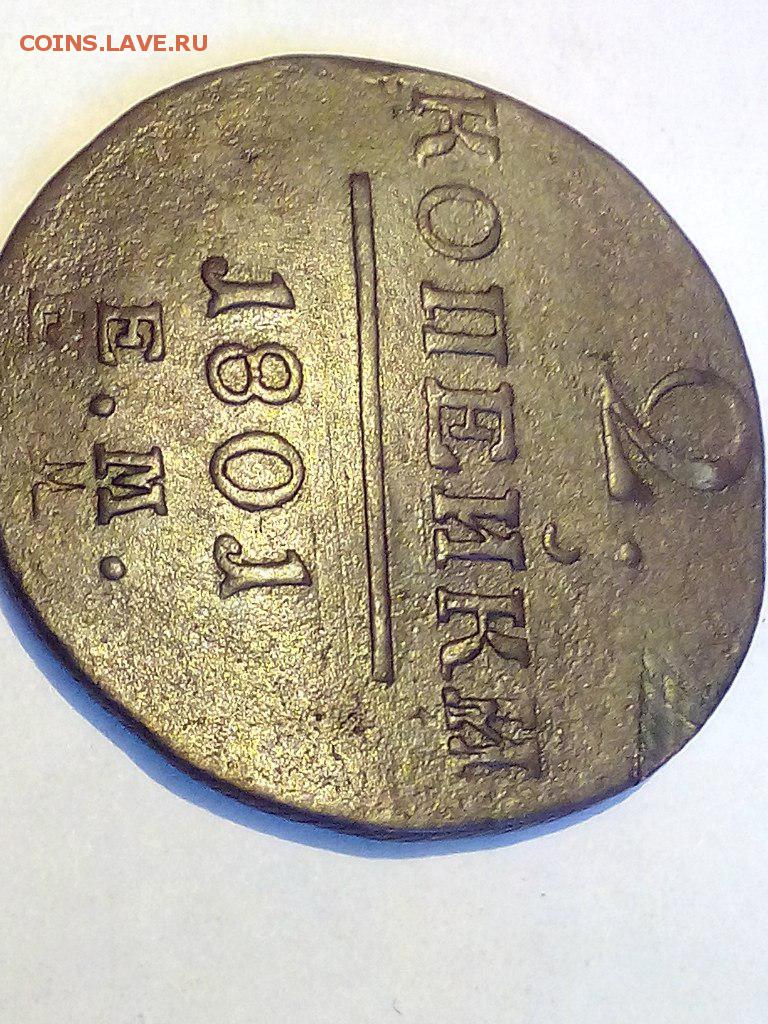 COINS.LAVE.RU
2.
КОПЕЙКИ
1801
Е.М.
Е М